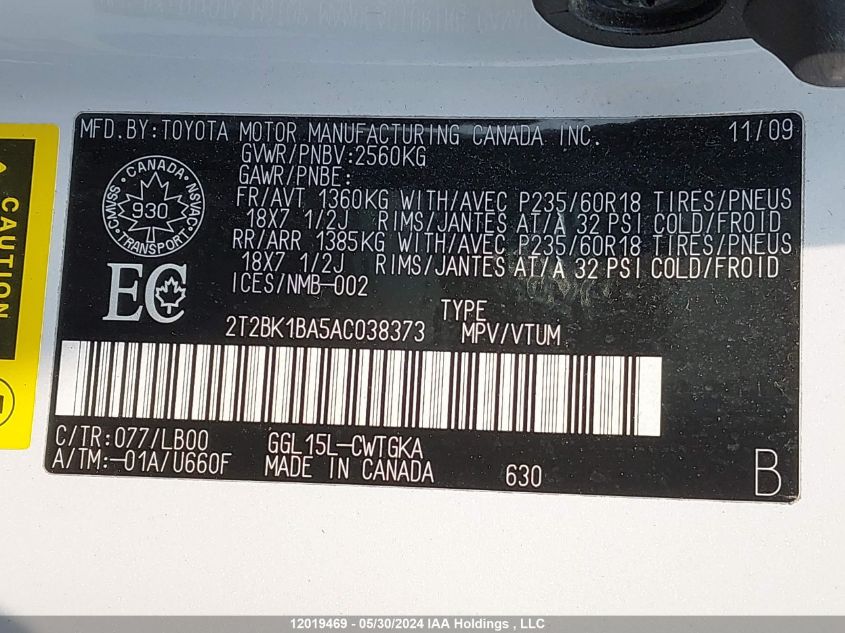 MFD.BY:TOYOTA MOTOR MANUFACTURING CANADA INC. 11/09
GVWR/PNBV:2560KG
GAWR/PNBE:
FR/AVT 1360KG WITH/AVEC P235/60R18 TIRES/PNEUS
18X7 1/2J RIMS/JANTES AT/A 32 PSI COLD/FROID
RR/ARR 1385KG WITH/AVEC P235/60R18 TIRES/PNEUS
18X7 1/2J RIMS/JANTES AT/A 32 PSI COLD/FROID
ICES/NMB-002
CANADA
CMVSS 930 NSVAC
TRANSPORT
EC
TYPE
2T2BK1BA5AC038373 MPV/VTUM
C/TR:077/LB00 GGL15L-CWTGKA
A/TM:-01A/U660F MADE IN CANADA 630 B
CAUTION
12019469 - 05/30/2024 IAA Holdings , LLC